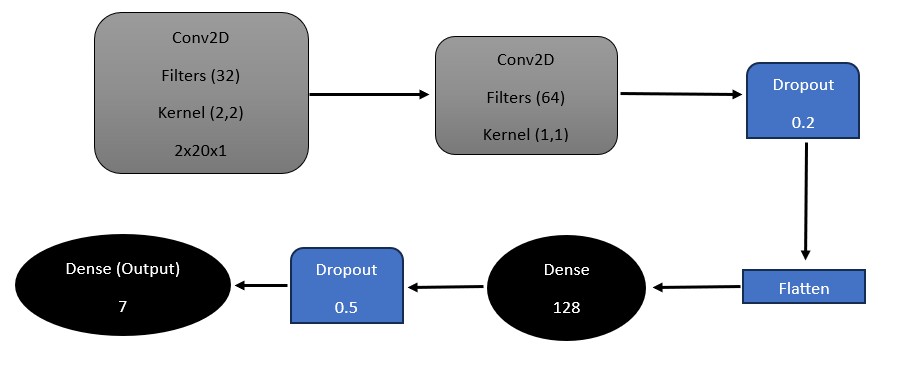 Conv2D
Filters (32)
Kernel (2,2)
2x20x1
Conv2D
Filters (64)
Kernel (1,1)
Dropout
0.2
Flatten
Dense
128
Dropout
0.5
Dense (Output)
7